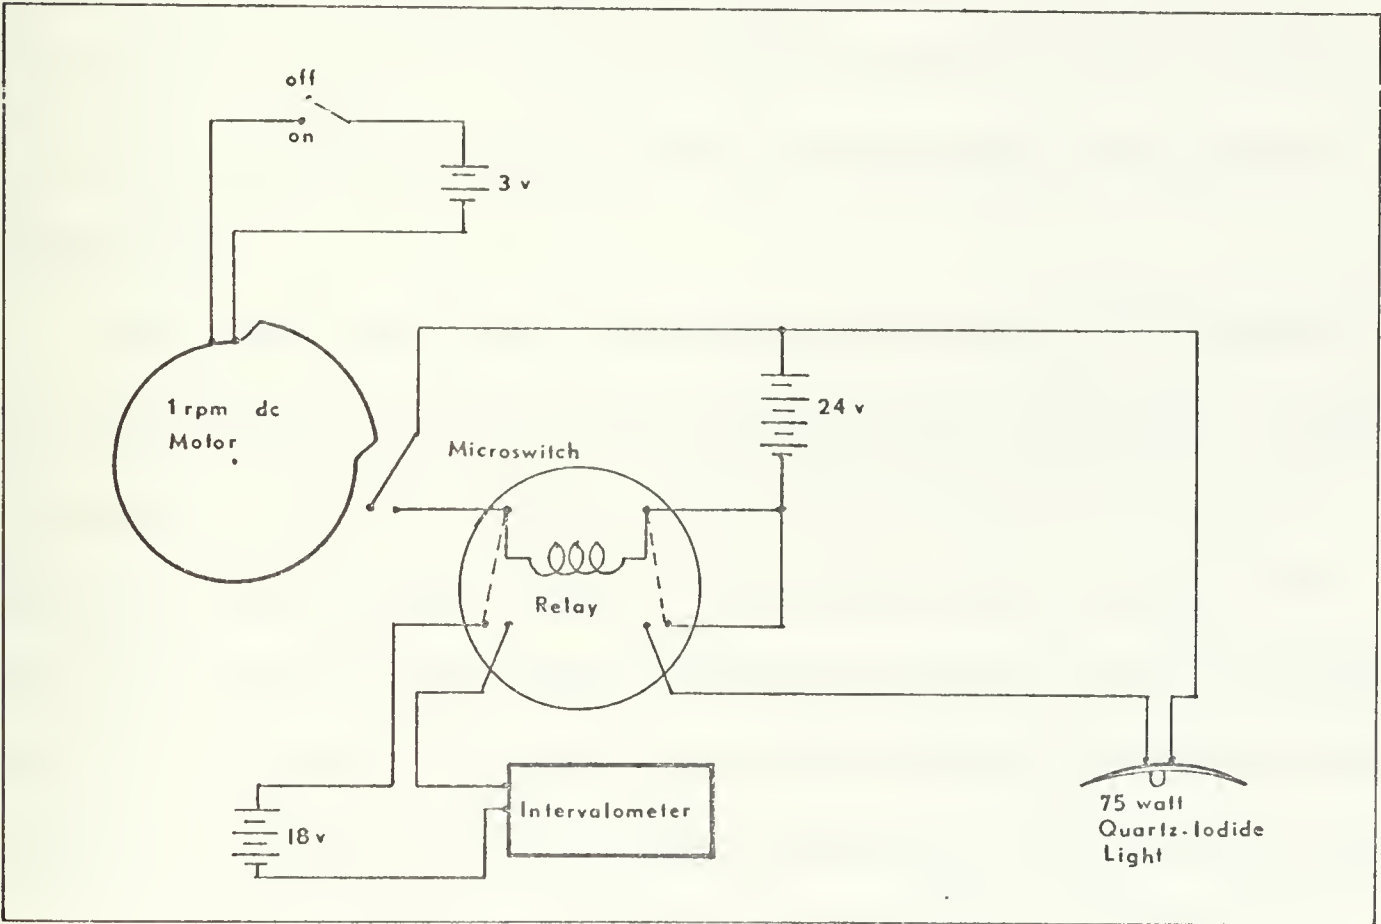 off
on
3 v
1 rpm dc
Motor
24 v
Microswitch
Relay
Intervalometer
18 v
75 watt
Quartz-Iodide
Light